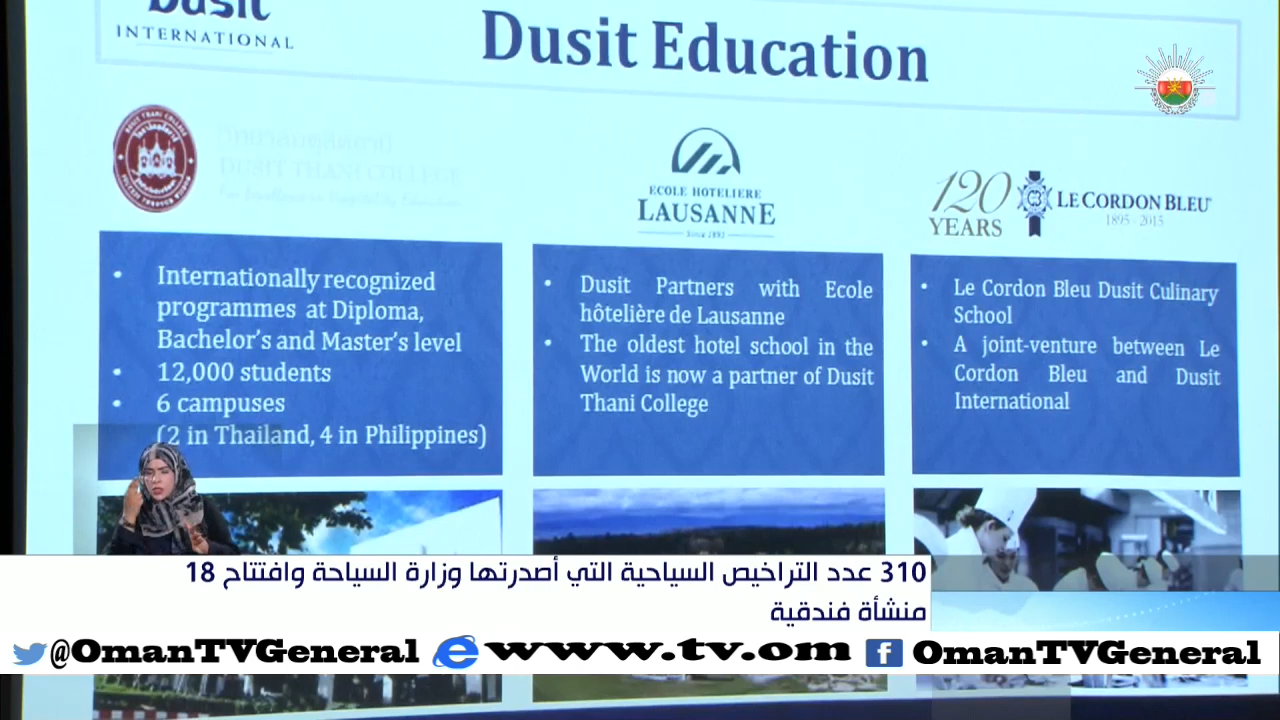 Dusit
INTERNATIONAL
Dusit Education
DUSIT THANI COLLEGE
ECOLE HOTELIERE
LAUSANNE
Since 1893
120
YEARS
LE CORDON BLEU
1895 - 2015
• Internationally recognized
programmes at Diploma,
Bachelor's and Master's level
• 12,000 students
• 6 campuses
(2 in Thailand, 4 in Philippines)
• Dusit Partners with Ecole
hôtelière de Lausanne
• The oldest hotel school in the
World is now a partner of Dusit
Thani College
• Le Cordon Bleu Dusit Culinary
School
• A joint-venture between Le
Cordon Bleu and Dusit
International
310 عدد التراخيص السياحية التي أصدرتها وزارة السياحة وافتتاح 18
منشأة فندقية
@OmanTVGeneral
www.tv.om
OmanTVGeneral